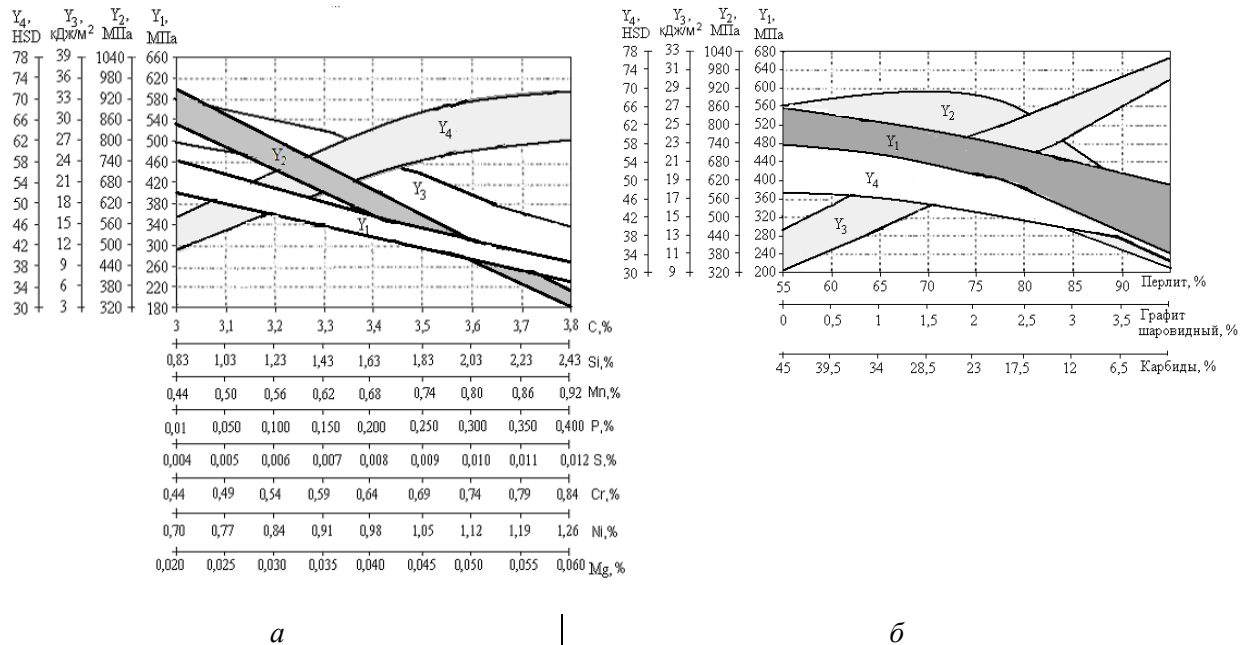 ...
Y4, HSD Y3, кДж/м2 Y2, МПа Y1, МПа
78 39 1040 660
74 36 980 620
70 33 920 580
66 30 860 540
62 27 800 500
58 24 740 460
54 21 680 420
50 18 620 380
46 15 560 340
42 12 500 300
38 9 440 260
34 6 380 220
30 3 320 180
Y4
Y2
Y3
Y1
3 3,1 3,2 3,3 3,4 3,5 3,6 3,7 3,8 C,%
0,83 1,03 1,23 1,43 1,63 1,83 2,03 2,23 2,43 Si,%
0,44 0,50 0,56 0,62 0,68 0,74 0,80 0,86 0,92 Mn,%
0,01 0,050 0,100 0,150 0,200 0,250 0,300 0,350 0,400 P,%
0,004 0,005 0,006 0,007 0,008 0,009 0,010 0,011 0,012 S,%
0,44 0,49 0,54 0,59 0,64 0,69 0,74 0,79 0,84 Cr,%
0,70 0,77 0,84 0,91 0,98 1,05 1,12 1,19 1,26 Ni,%
0,020 0,025 0,030 0,035 0,040 0,045 0,050 0,055 0,060 Mg, %
а
Y4, HSD Y3, кДж/м2 Y2, МПа Y1, МПа
78 33 1040 680
74 31 980 640
70 29 920 600
66 27 860 560
62 25 800 520
58 23 740 480
54 21 680 440
50 19 620 400
46 17 560 360
42 15 500 320
38 13 440 280
34 11 380 240
30 9 320 200
Y2
Y1
Y4
Y3
55 60 65 70 75 80 85 90 Перлит, %
0 0,5 1 1,5 2 2,5 3 3,5 Графит
шаровидный, %
45 39,5 34 28,5 23 17,5 12 6,5 Карбиды, %
б